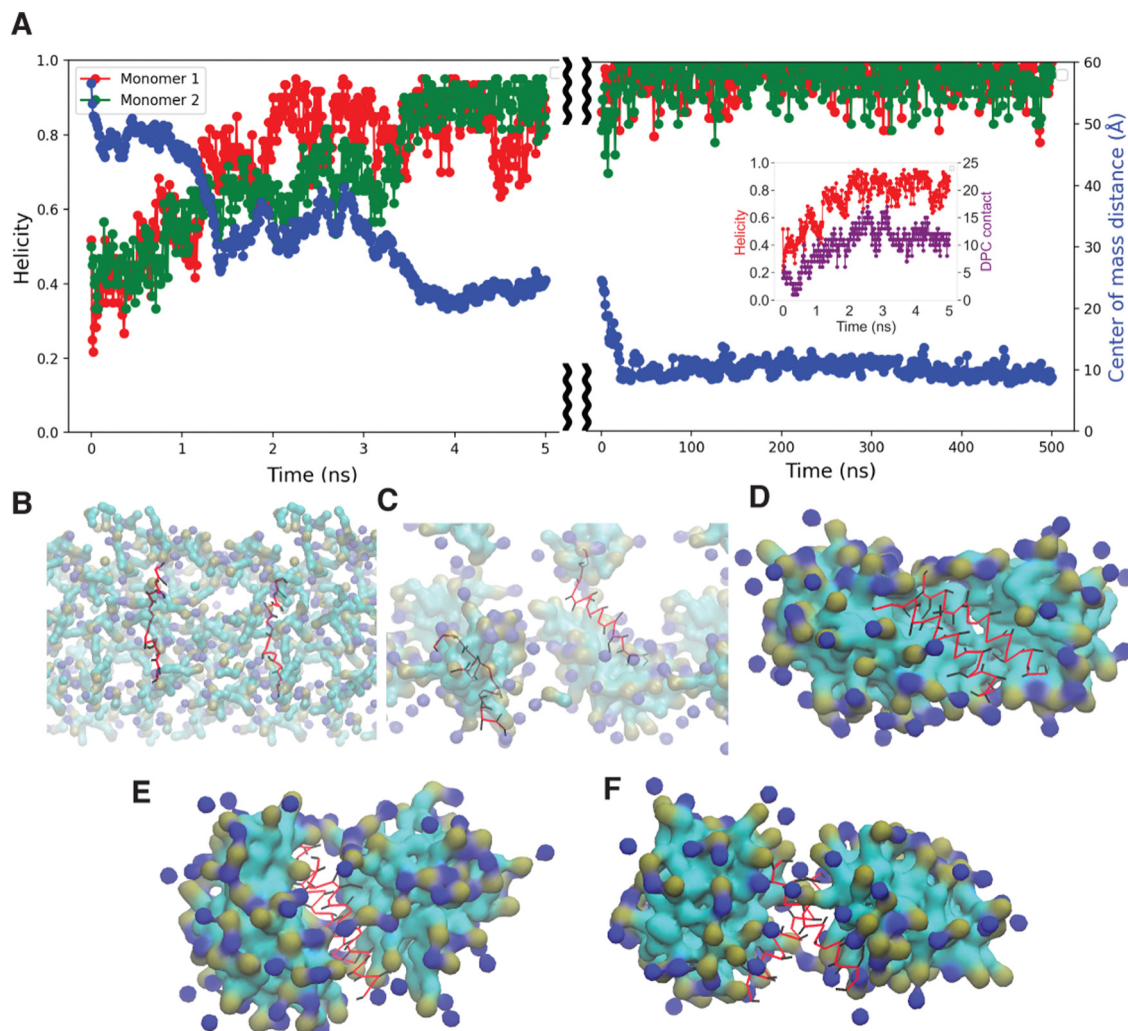 A
1.0
0.8
0.6
0.4
0.2
0.0
Helicity
Monomer 1
Monomer 2
0 1 2 3 4 5
Time (ns)
60
50
40
30
20
10
0
Center of mass distance (Å)
0 100 200 300 400 500
Time (ns)
1.0
0.8
0.6
0.4
0.2
0.0
Helicity
25
20
15
10
5
0
DPC contact
0 1 2 3 4 5
Time (ns)
B
C
D
E
F